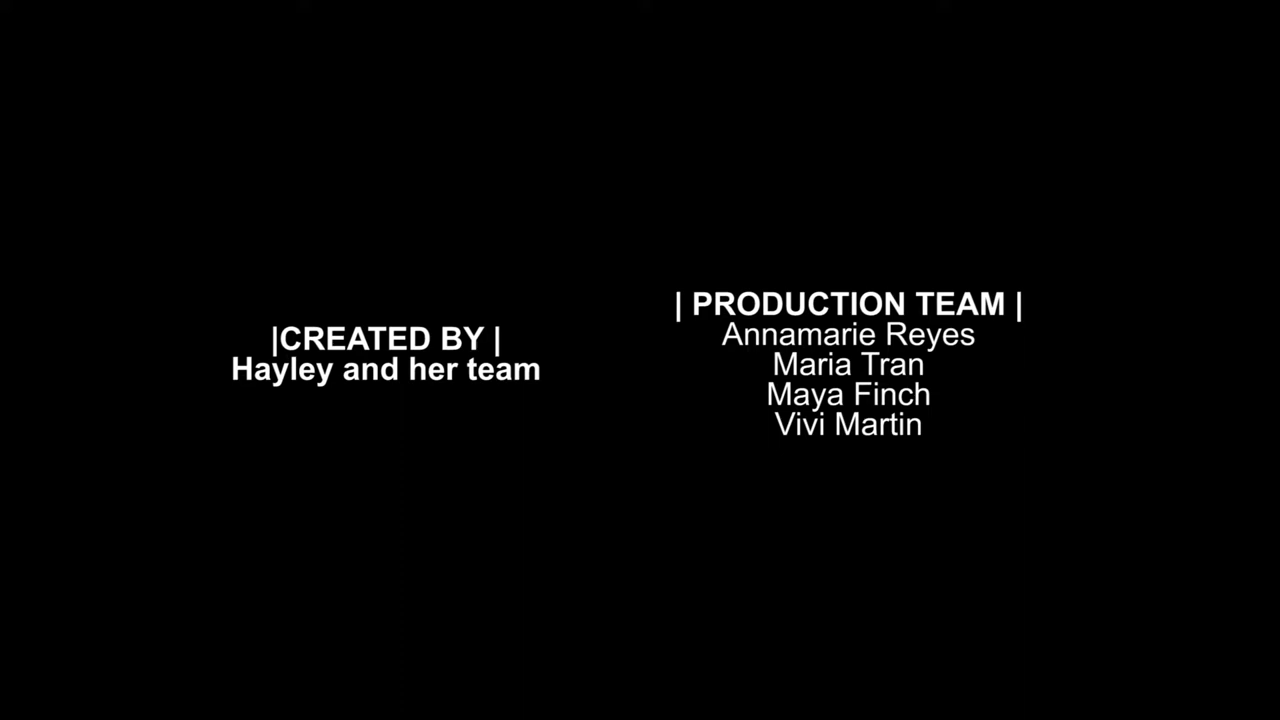 |CREATED BY |
Hayley and her team
| PRODUCTION TEAM |
Annamarie Reyes
Maria Tran
Maya Finch
Vivi Martin